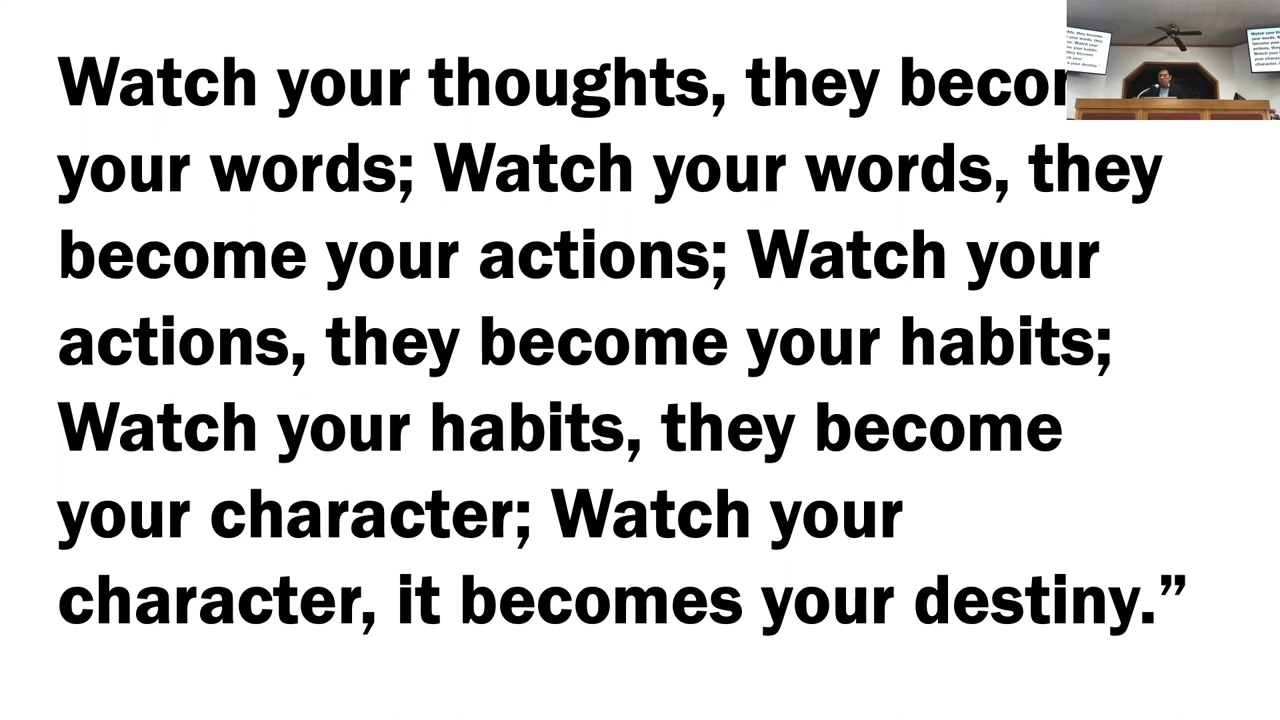 Watch your thoughts, they becom
your words; Watch your words, they
become your actions; Watch your
actions, they become your habits;
Watch your habits, they become
your character; Watch your
character, it becomes your destiny.”